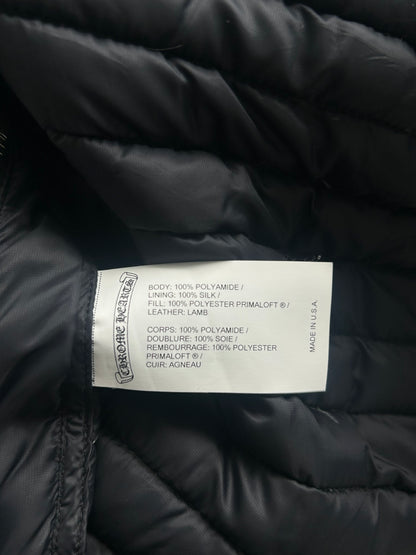 CHROME HEARTS
BODY: 100% POLYAMIDE /
LINING: 100% SILK /
FILL: 100% POLYESTER PRIMALOFT ® /
LEATHER: LAMB
CORPS: 100% POLYAMIDE /
DOUBLURE: 100% SOIE /
REMBOURRAGE: 100% POLYESTER
PRIMALOFT ® /
CUIR: AGNEAU
MADE IN U.S.A.